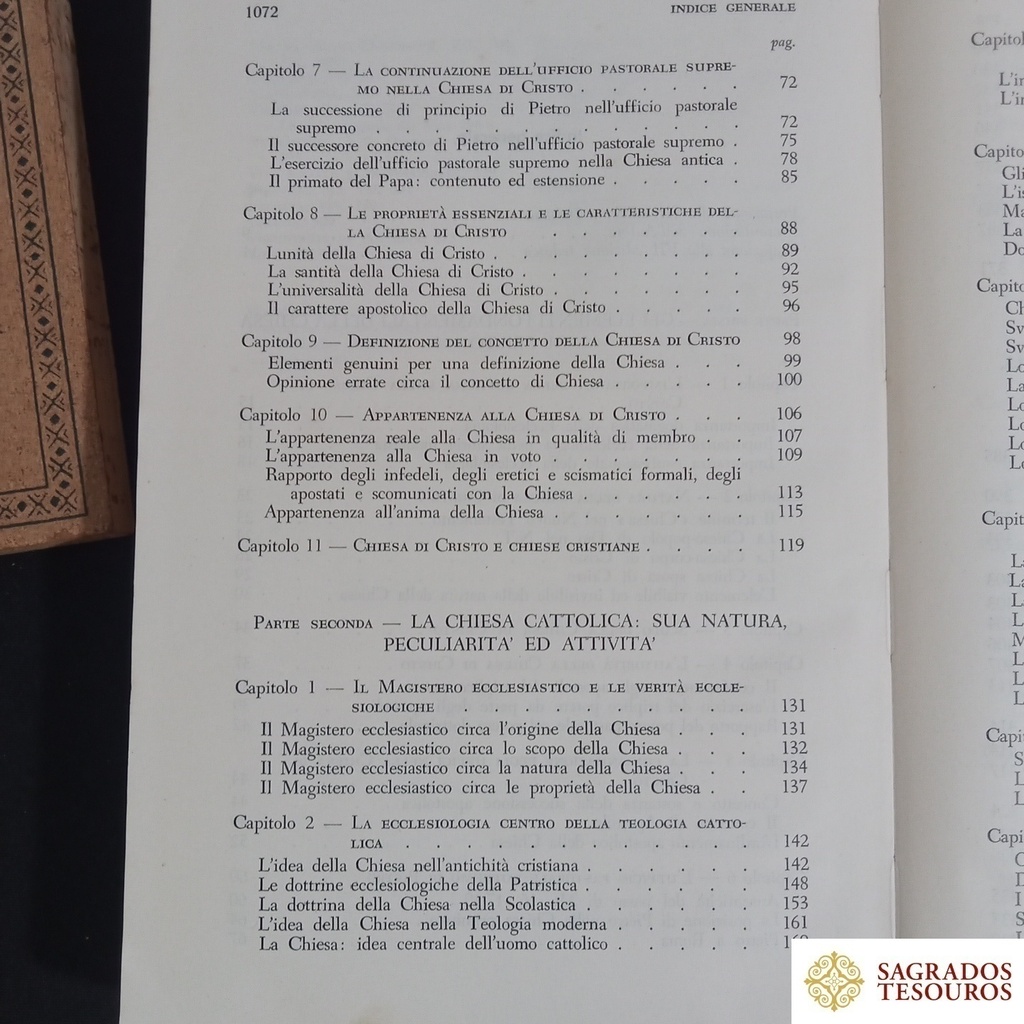 1072
INDICE GENERALE
pag.
Capitolo 7 — LA CONTINUAZIONE DELL'UFFICIO PASTORALE SUPRE-
MO NELLA CHIESA DI CRISTO . . . . . . 72
La successione di principio di Pietro nell'ufficio pastorale
supremo . . . . . . . . . . . . . 72
Il successore concreto di Pietro nell'ufficio pastorale supremo . 75
L'esercizio dell'ufficio pastorale supremo nella Chiesa antica . 78
Il primato del Papa: contenuto ed estensione . . . . . 85
Capitolo 8 — LE PROPRIETÀ ESSENZIALI E LE CARATTERISTICHE DEL-
LA CHIESA DI CRISTO . . . . . . . 88
Lunità della Chiesa di Cristo . . . . . . . . . 89
La santità della Chiesa di Cristo . . . . . . . . 92
L'universalità della Chiesa di Cristo . . . . . . . 95
Il carattere apostolico della Chiesa di Cristo . . . . . 96
Capitolo 9 — DEFINIZIONE DEL CONCETTO DELLA CHIESA DI CRISTO 98
Elementi genuini per una definizione della Chiesa . . . 99
Opinione errate circa il concetto di Chiesa . . . . . 100
Capitolo 10 — APPARTENENZA ALLA CHIESA DI CRISTO . . . 106
L'appartenenza reale alla Chiesa in qualità di membro . . 107
L'appartenenza alla Chiesa in voto . . . . . . . 109
Rapporto degli infedeli, degli eretici e scismatici formali, degli
apostati e scomunicati con la Chiesa . . . . . . 113
Appartenenza all'anima della Chiesa . . . . . . . 115
Capitolo 11 — CHIESA DI CRISTO E CHIESE CRISTIANE . . . . 119
PARTE SECONDA — LA CHIESA CATTOLICA: SUA NATURA,
PECULIARITA' ED ATTIVITA'
Capitolo 1 — IL MAGISTERO ECCLESIASTICO E LE VERITÀ ECCLE-
SIOLOGICHE . . . . . . . . . . 131
Il Magistero ecclesiastico circa l'origine della Chiesa . . . 131
Il Magistero ecclesiastico circa lo scopo della Chiesa . . . 132
Il Magistero ecclesiastico circa la natura della Chiesa . . . 134
Il Magistero ecclesiastico circa le proprietà della Chiesa . . 137
Capitolo 2 — LA ECCLESIOLOGIA CENTRO DELLA TEOLOGIA CATTO-
LICA . . . . . . . . . . . . 142
L'idea della Chiesa nell'antichità cristiana . . . . . . 142
Le dottrine ecclesiologiche della Patristica . . . . . . 148
La dottrina della Chiesa nella Scolastica . . . . . . 153
L'idea della Chiesa nella Teologia moderna . . . . . 161
La Chiesa: idea centrale dell'uomo cattolico . . . . .
SAGRADOS
TESOUROS